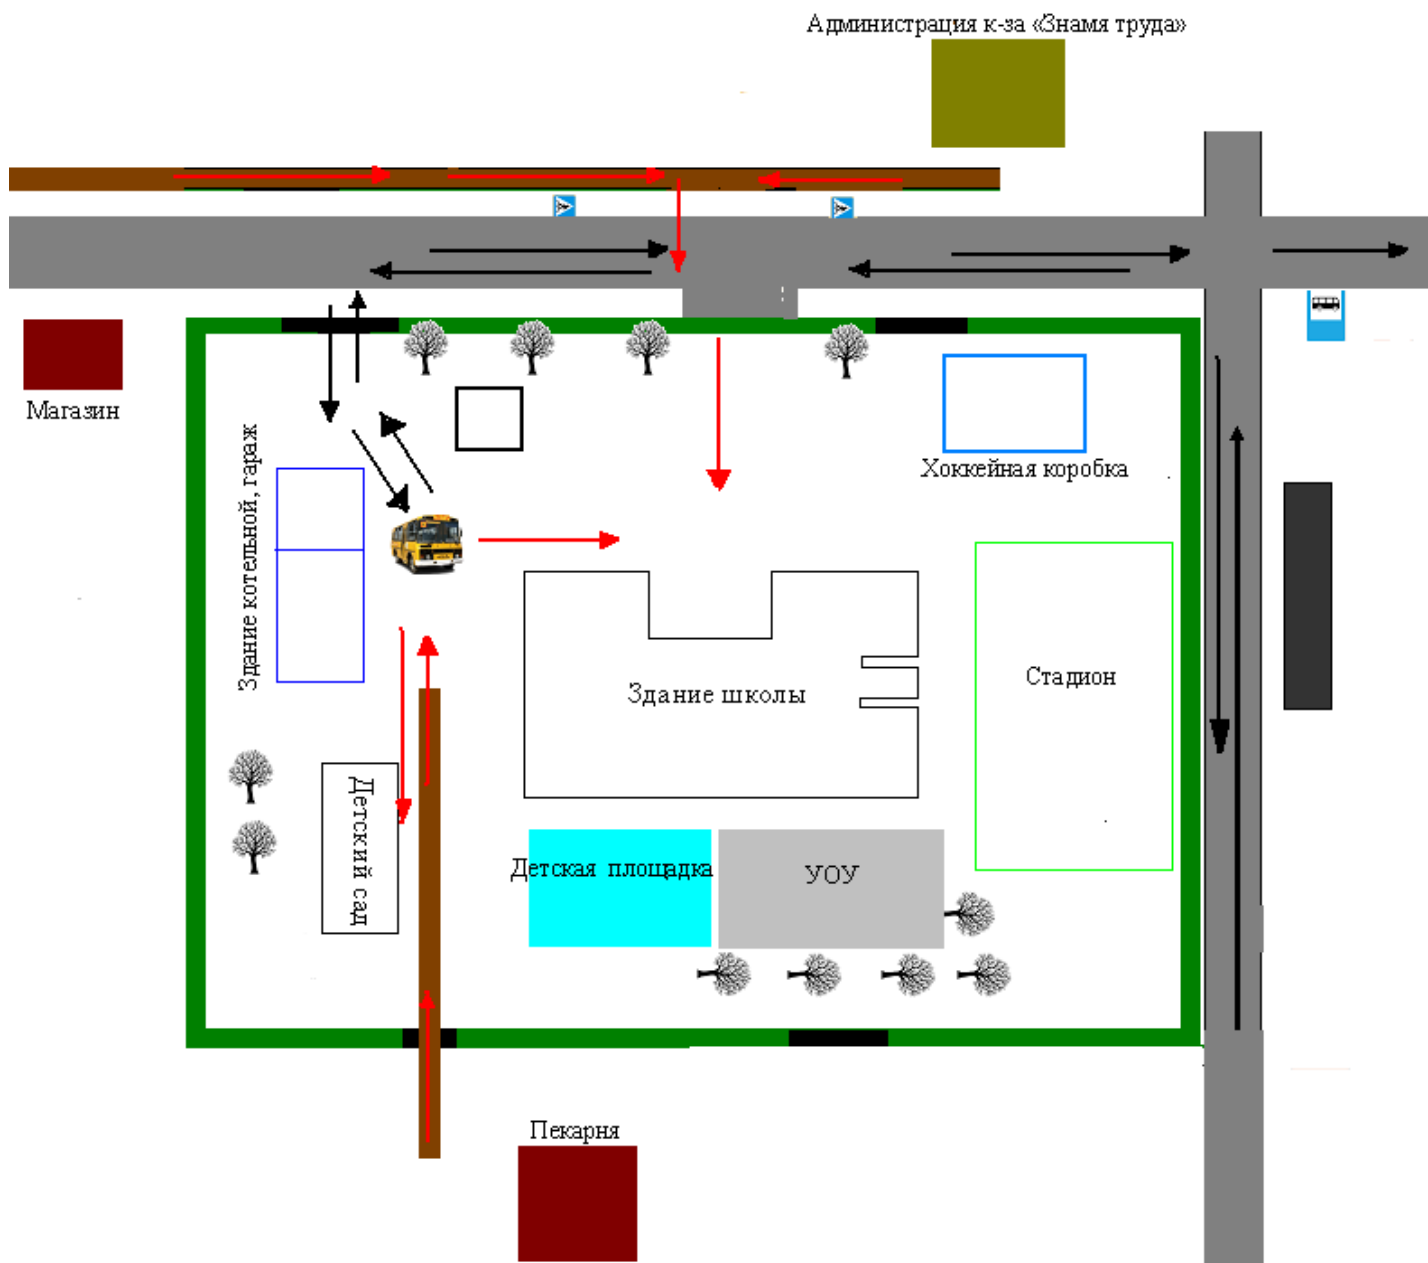 Администрация к-за «Знамя труда»
Магазин
Здание котельной, гараж
Хоккейная коробка
Здание школы
Стадион
Детский сад
Детская площадка
УОУ
Пекарня